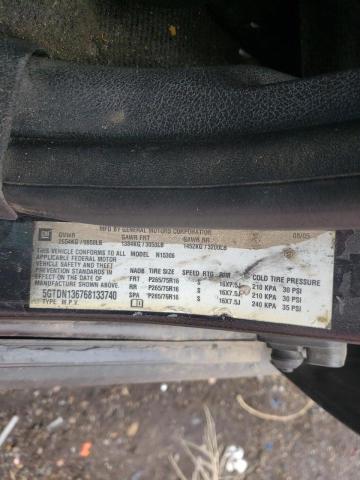 MFD BY GENERAL MOTORS CORPORATION 08/05
GVWR GAWR FRT GAWR RR
2654KG / 5850LB 1384KG / 3050LB 1452KG / 3200LB
THIS VEHICLE CONFORMS TO ALL MODEL N15306
APPLICABLE FEDERAL MOTOR
VEHICLE SAFETY AND THEFT NADB TIRE SIZE SPEED RTG RIM COLD TIRE PRESSURE
PREVENTION STANDARDS IN FRT P265/75R16 S 16X7.5J 210 KPA 30 PSI
EFFECT ON THE DATE OF RR P265/75R16 S 16X7.5J 210 KPA 30 PSI
MANUFACTURE SHOWN ABOVE. SPA P265/75R16 S 16X7.5J 240 KPA 35 PSI
5GTDN136768133740
TYPE: M.P.V.